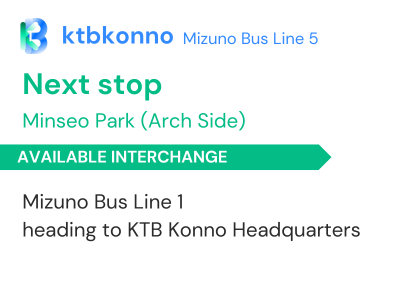 ktbkonno Mizuno Bus Line 5
Next stop
Minseo Park (Arch Side)
AVAILABLE INTERCHANGE
Mizuno Bus Line 1
heading to KTB Konno Headquarters